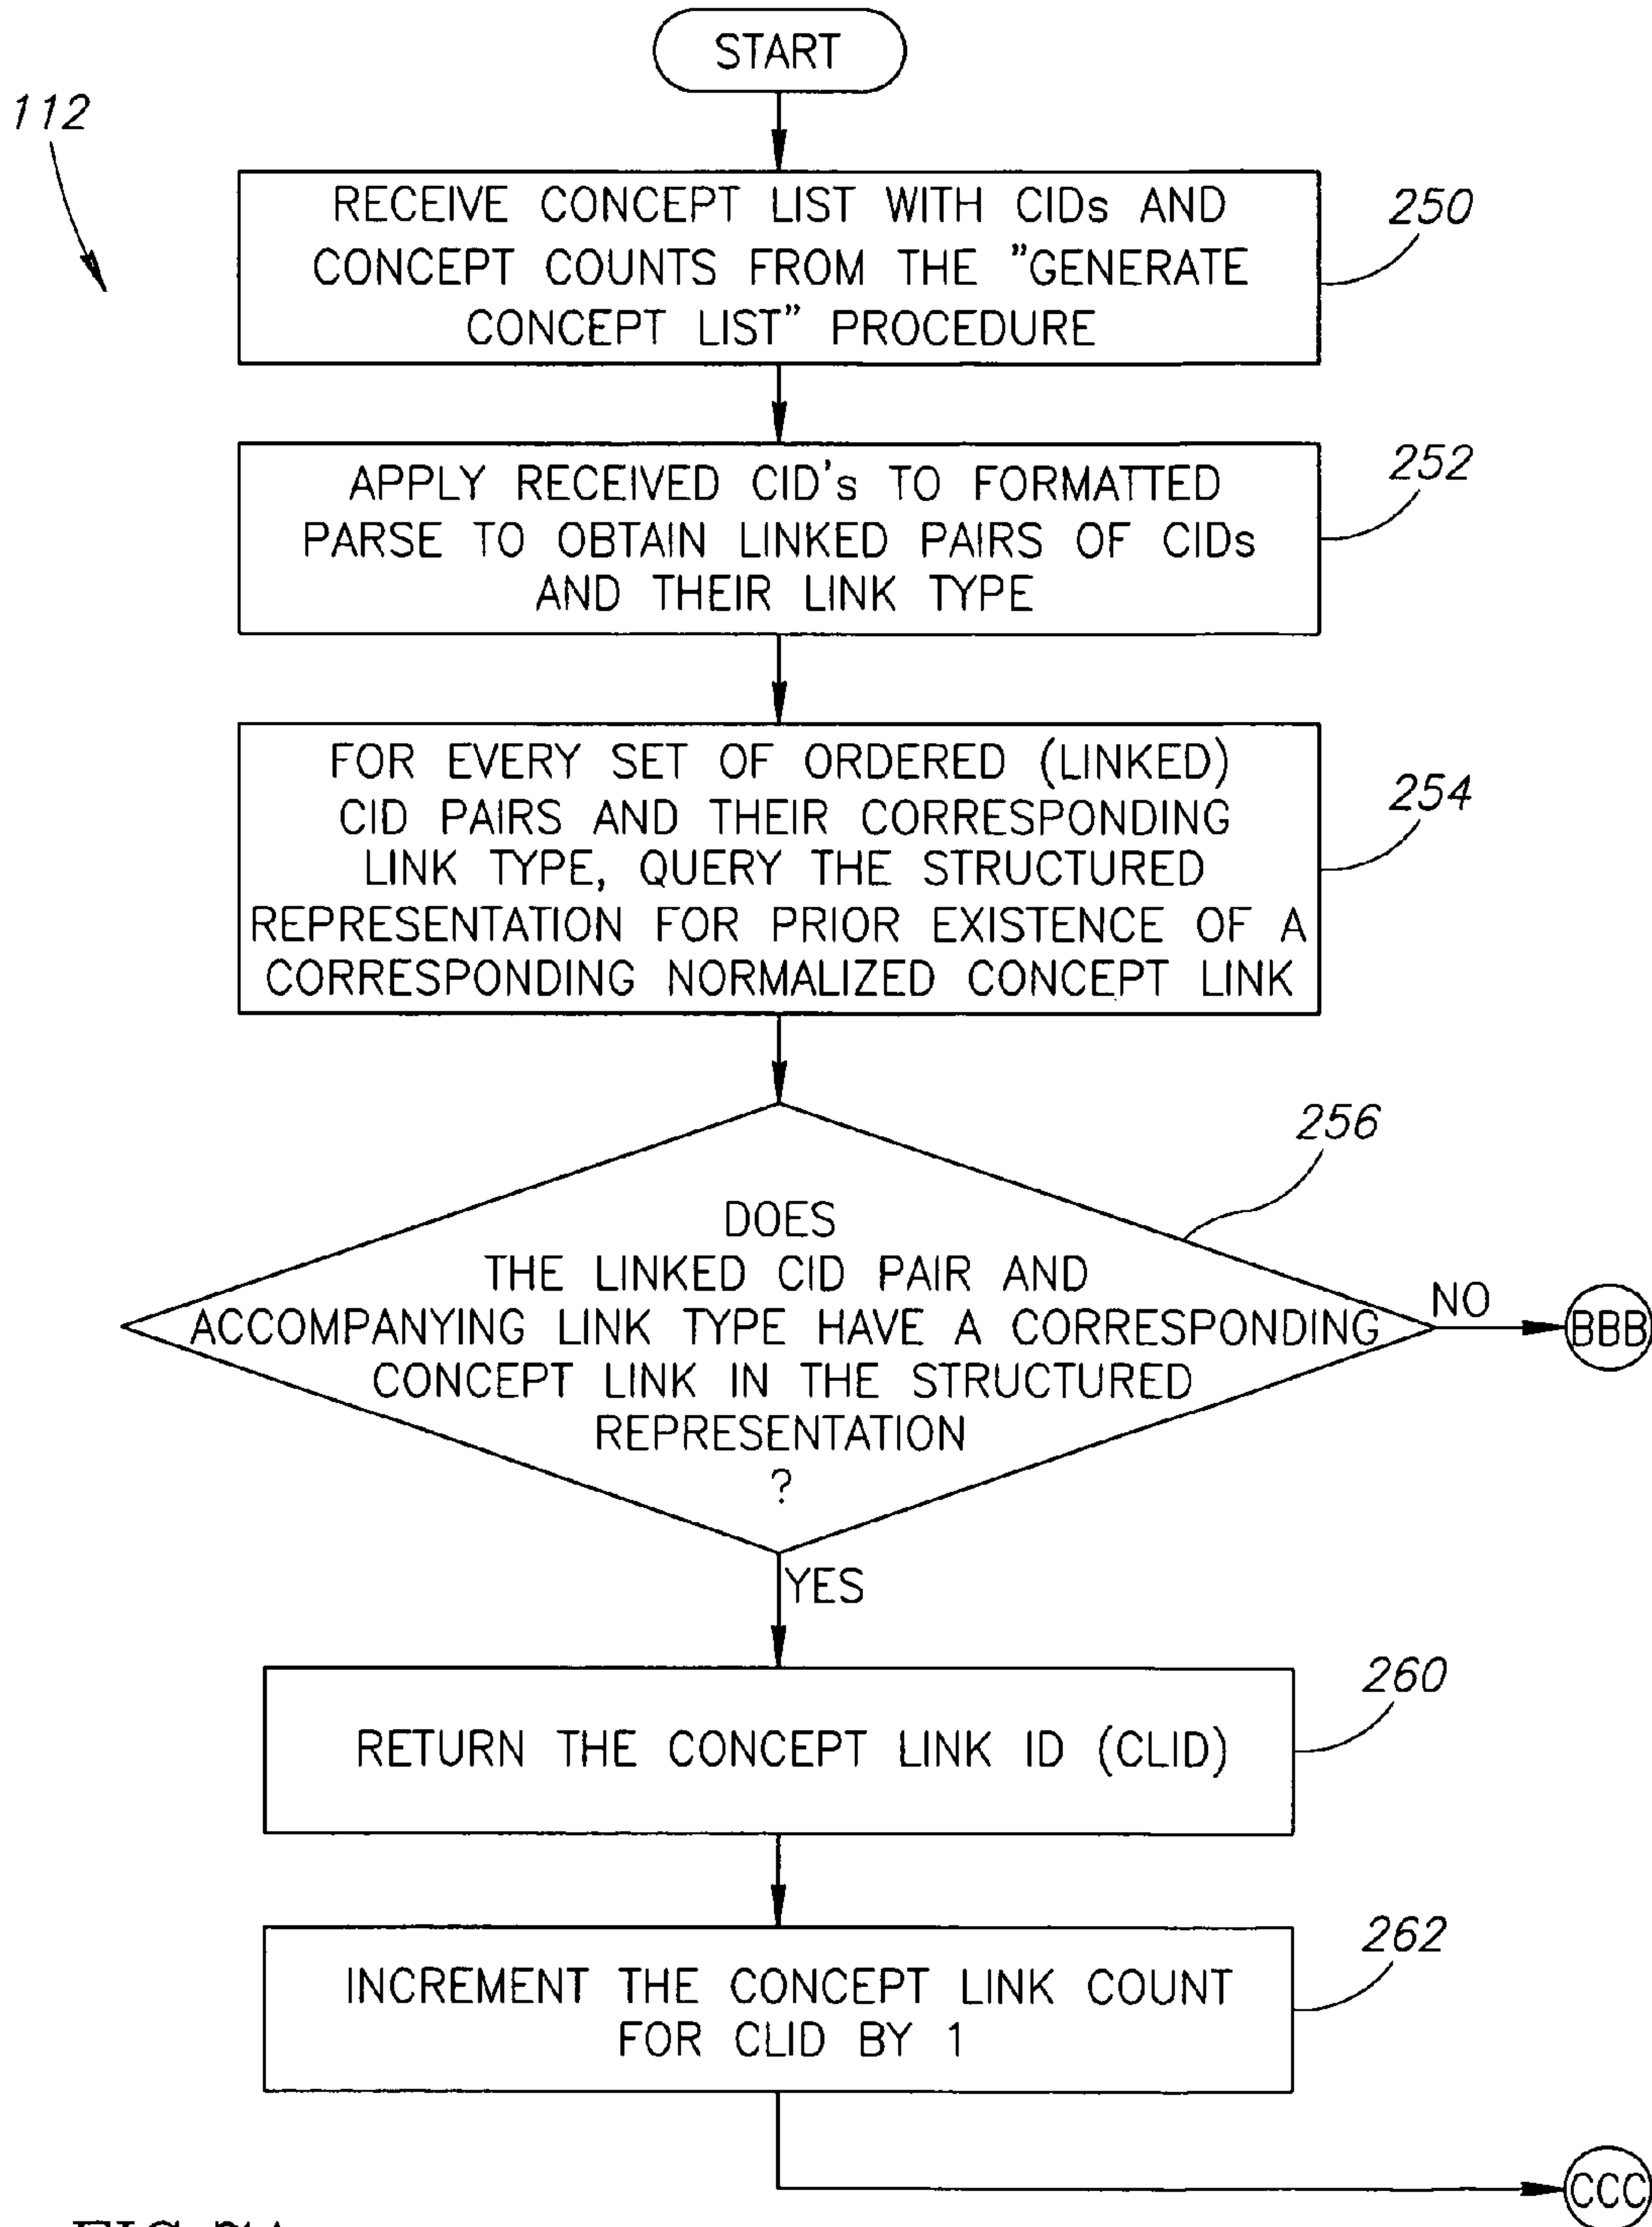 START
112
RECEIVE CONCEPT LIST WITH CIDs AND
CONCEPT COUNTS FROM THE "GENERATE
CONCEPT LIST" PROCEDURE
250
APPLY RECEIVED CID's TO FORMATTED
PARSE TO OBTAIN LINKED PAIRS OF CIDs
AND THEIR LINK TYPE
252
FOR EVERY SET OF ORDERED (LINKED)
CID PAIRS AND THEIR CORRESPONDING
LINK TYPE, QUERY THE STRUCTURED
REPRESENTATION FOR PRIOR EXISTENCE OF A
CORRESPONDING NORMALIZED CONCEPT LINK
254
256
DOES
THE LINKED CID PAIR AND
ACCOMPANYING LINK TYPE HAVE A CORRESPONDING
CONCEPT LINK IN THE STRUCTURED
REPRESENTATION
?
NO
BBB
YES
RETURN THE CONCEPT LINK ID (CLID)
260
INCREMENT THE CONCEPT LINK COUNT
FOR CLID BY 1
262
CCC